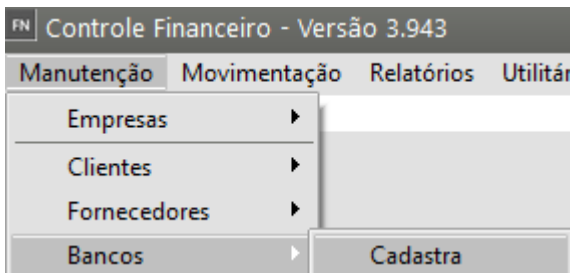 FN Controle Financeiro - Versão 3.943
Manutenção Movimentação Relatórios
Empresas
Clientes
Fornecedores
Bancos Cadastra